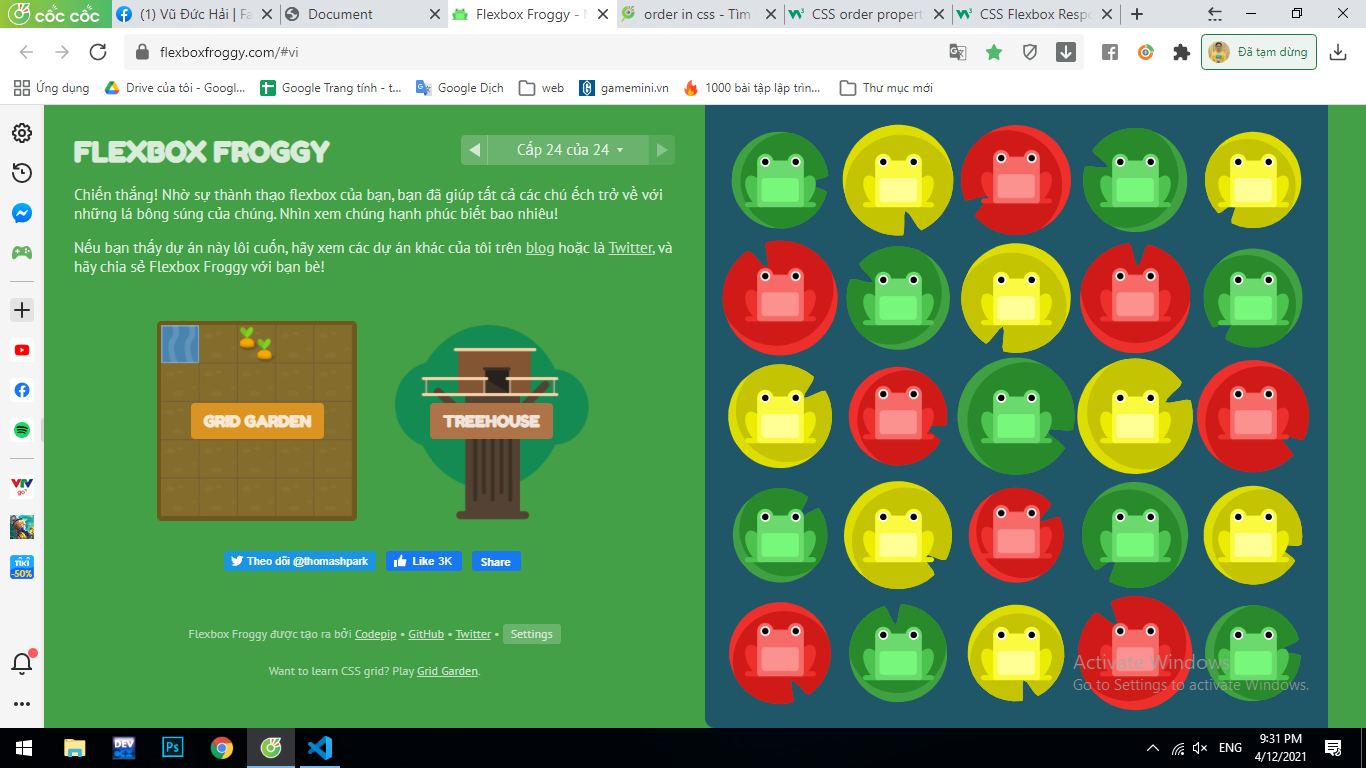 cốc cốc
(1) Vũ Đức Hải | Fa
Document
Flexbox Froggy -
order in css - Tìm
CSS order propert
CSS Flexbox Respo
flexboxfroggy.com/#vi
Đã tạm dừng
Ứng dụng
Drive của tôi - Googl...
Google Trang tính - t...
Google Dịch
web
gamemini.vn
1000 bài tập lập trìn...
Thư mục mới
FLEXBOX FROGGY
Cấp 24 của 24
Chiến thắng! Nhờ sự thành thạo flexbox của bạn, bạn đã giúp tất cả các chú ếch trở về với
những lá bông súng của chúng. Nhìn xem chúng hạnh phúc biết bao nhiêu!
Nếu bạn thấy dự án này lôi cuốn, hãy xem các dự án khác của tôi trên blog hoặc là Twitter, và
hãy chia sẻ Flexbox Froggy với bạn bè!
GRID GARDEN
TREEHOUSE
Theo dõi @thomashpark
Like 3K
Share
Flexbox Froggy được tạo ra bởi Codepip • GitHub • Twitter • Settings
Want to learn CSS grid? Play Grid Garden.
VTV
go
TIKI
-50%
Activate Windows
Go to Settings to activate Windows.
DEV
Ps
ENG
9:31 PM
4/12/2021